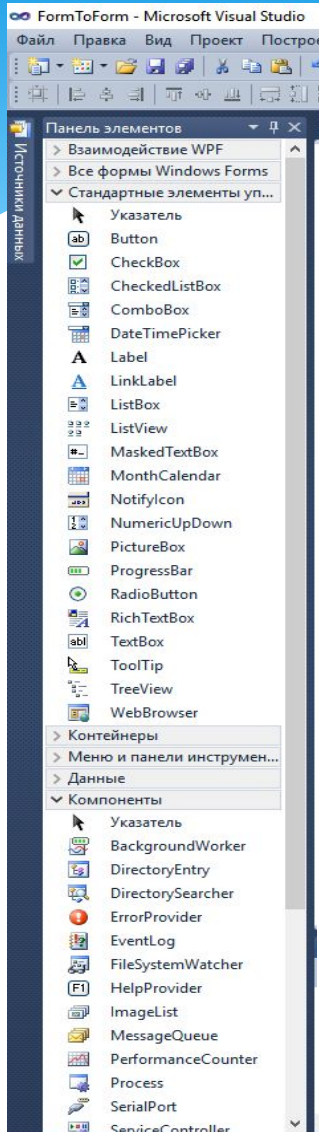 FormToForm - Microsoft Visual Studio
Файл Правка Вид Проект Построе
Источники данных
Панель элементов
Взаимодействие WPF
Все формы Windows Forms
Стандартные элементы уп...
Указатель
Button
CheckBox
CheckedListBox
ComboBox
DateTimePicker
Label
LinkLabel
ListBox
ListView
MaskedTextBox
MonthCalendar
NotifyIcon
NumericUpDown
PictureBox
ProgressBar
RadioButton
RichTextBox
TextBox
ToolTip
TreeView
WebBrowser
Контейнеры
Меню и панели инструмен...
Данные
Компоненты
Указатель
BackgroundWorker
DirectoryEntry
DirectorySearcher
ErrorProvider
EventLog
FileSystemWatcher
HelpProvider
ImageList
MessageQueue
PerformanceCounter
Process
SerialPort
ServiceController